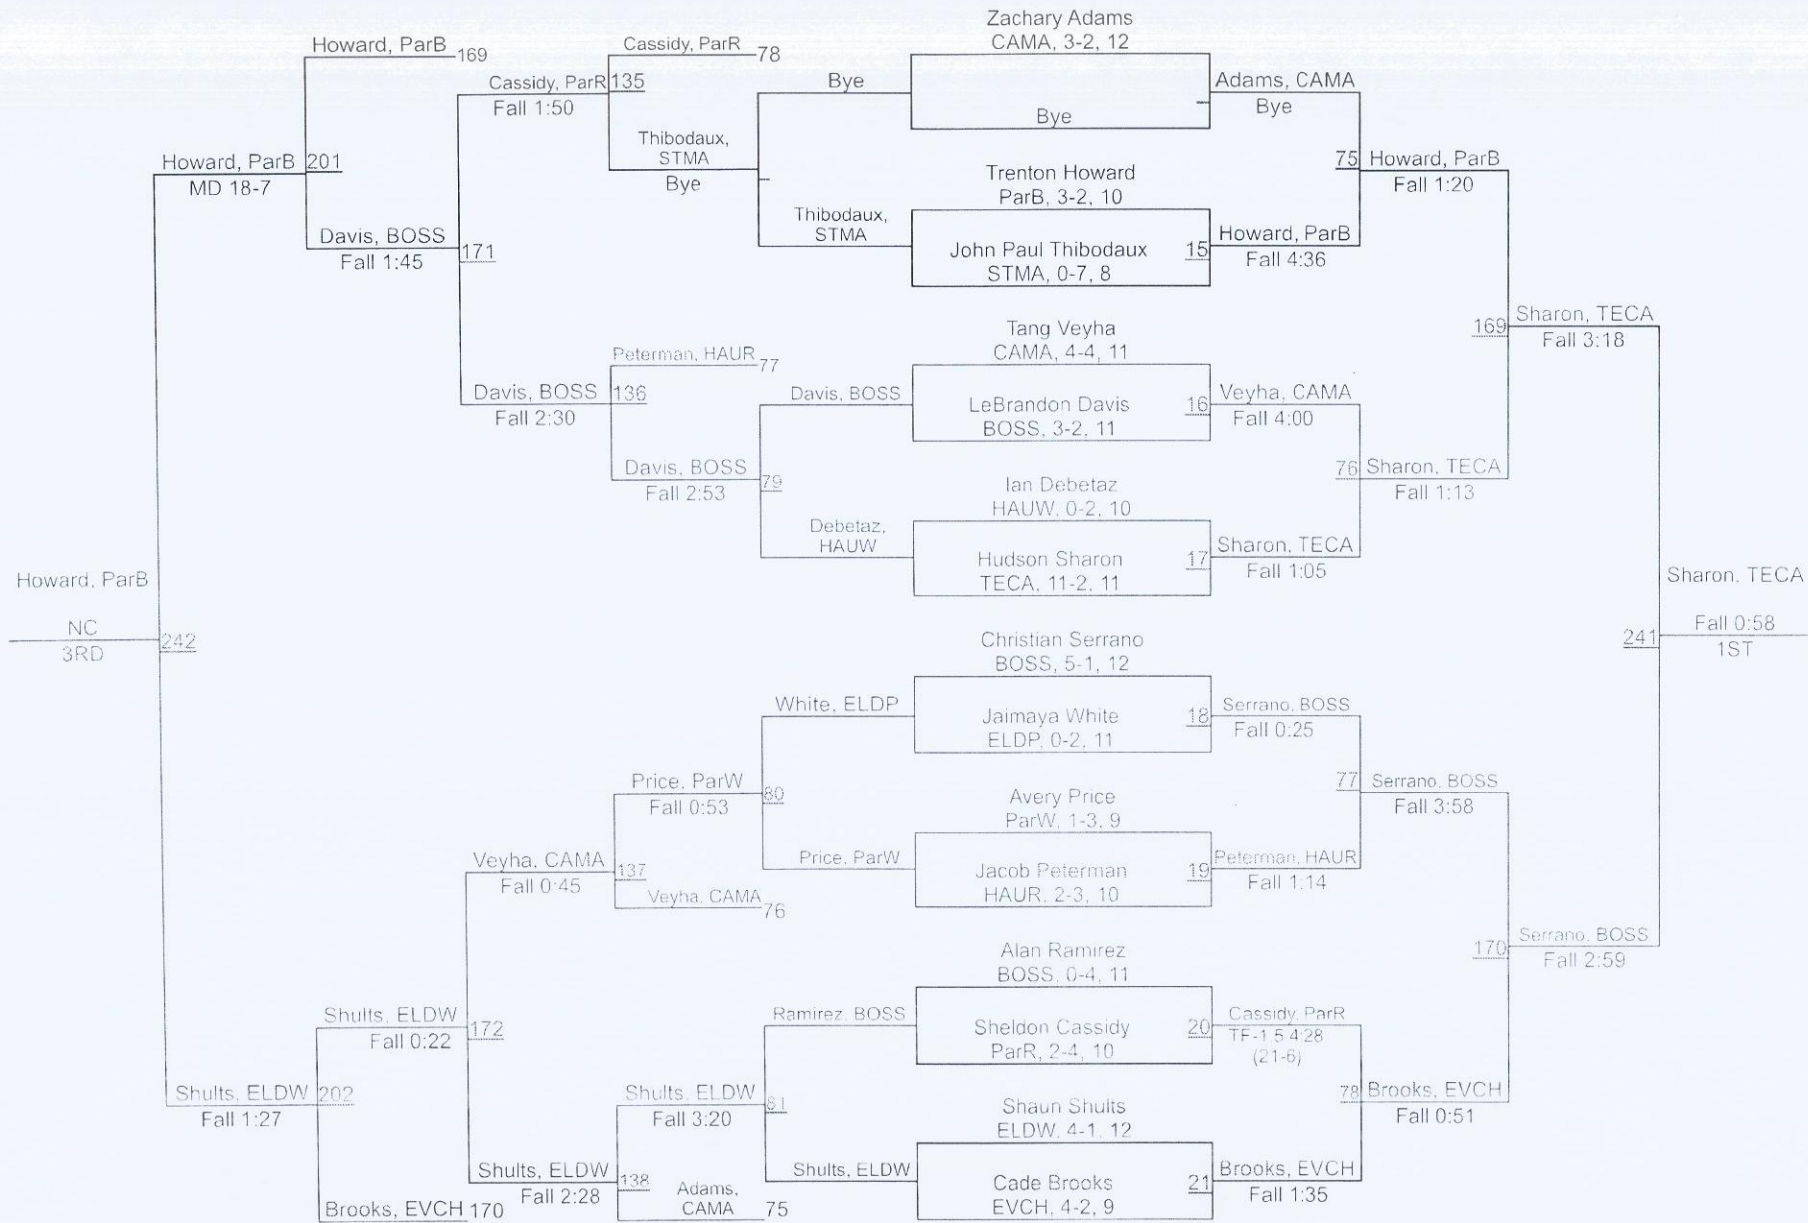 Zachary Adams
CAMA, 3-2, 12
Howard, ParB 169
Cassidy, ParR 78
Cassidy, ParR 135
Fall 1:50
Bye
Bye
Adams, CAMA
Bye
Thibodaux,
STMA
Bye
Howard, ParB 201
MD 18-7
75 Howard, ParB
Fall 1:20
Trenton Howard
ParB, 3-2, 10
Thibodaux,
STMA
John Paul Thibodaux 15
STMA, 0-7, 8
Howard, ParB
Fall 4:36
Davis, BOSS 171
Fall 1:45
169 Sharon, TECA
Fall 3:18
Tang Veyha
CAMA, 4-4, 11
Peterman, HAUR 77
Davis, BOSS 136
Fall 2:30
Davis, BOSS
LeBrandon Davis 16
BOSS, 3-2, 11
Veyha, CAMA
Fall 4:00
Davis, BOSS 79
Fall 2:53
76 Sharon, TECA
Fall 1:13
Ian Debetaz
HAUW, 0-2, 10
Debetaz,
HAUW
Hudson Sharon 17
TECA, 11-2, 11
Sharon, TECA
Fall 1:05
Howard, ParB
NC 242
3RD
Sharon, TECA
241 Fall 0:58
1ST
Christian Serrano
BOSS, 5-1, 12
White, ELDP
Jaimaya White 18
ELDP, 0-2, 11
Serrano, BOSS
Fall 0:25
Price, ParW 80
Fall 0:53
77 Serrano, BOSS
Fall 3:58
Avery Price
ParW, 1-3, 9
Veyha, CAMA 137
Fall 0:45
Price, ParW
Jacob Peterman 19
HAUR, 2-3, 10
Peterman, HAUR
Fall 1:14
Veyha, CAMA 76
170 Serrano, BOSS
Fall 2:59
Alan Ramirez
BOSS, 0-4, 11
Shults, ELDW 172
Fall 0:22
Ramirez, BOSS
Sheldon Cassidy 20
ParR, 2-4, 10
Cassidy, ParR
TF-1.5 4:28
(21-6)
Shults, ELDW 202
Fall 1:27
Shults, ELDW 81
Fall 3:20
78 Brooks, EVCH
Fall 0:51
Shaun Shults
ELDW, 4-1, 12
Shults, ELDW 138
Fall 2:28
Shults, ELDW
Cade Brooks 21
EVCH, 4-2, 9
Brooks, EVCH
Fall 1:35
Adams,
CAMA 75
Brooks, EVCH 170